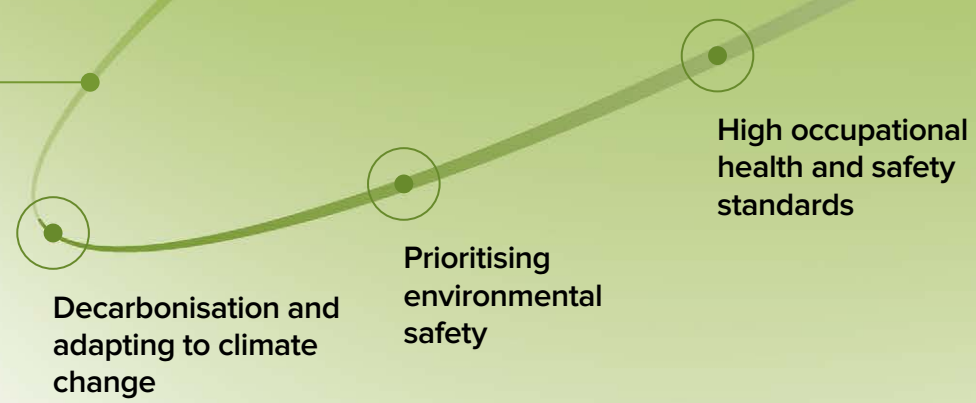 High occupational
health and safety
standards
Prioritising
environmental
safety
Decarbonisation and
adapting to climate
change